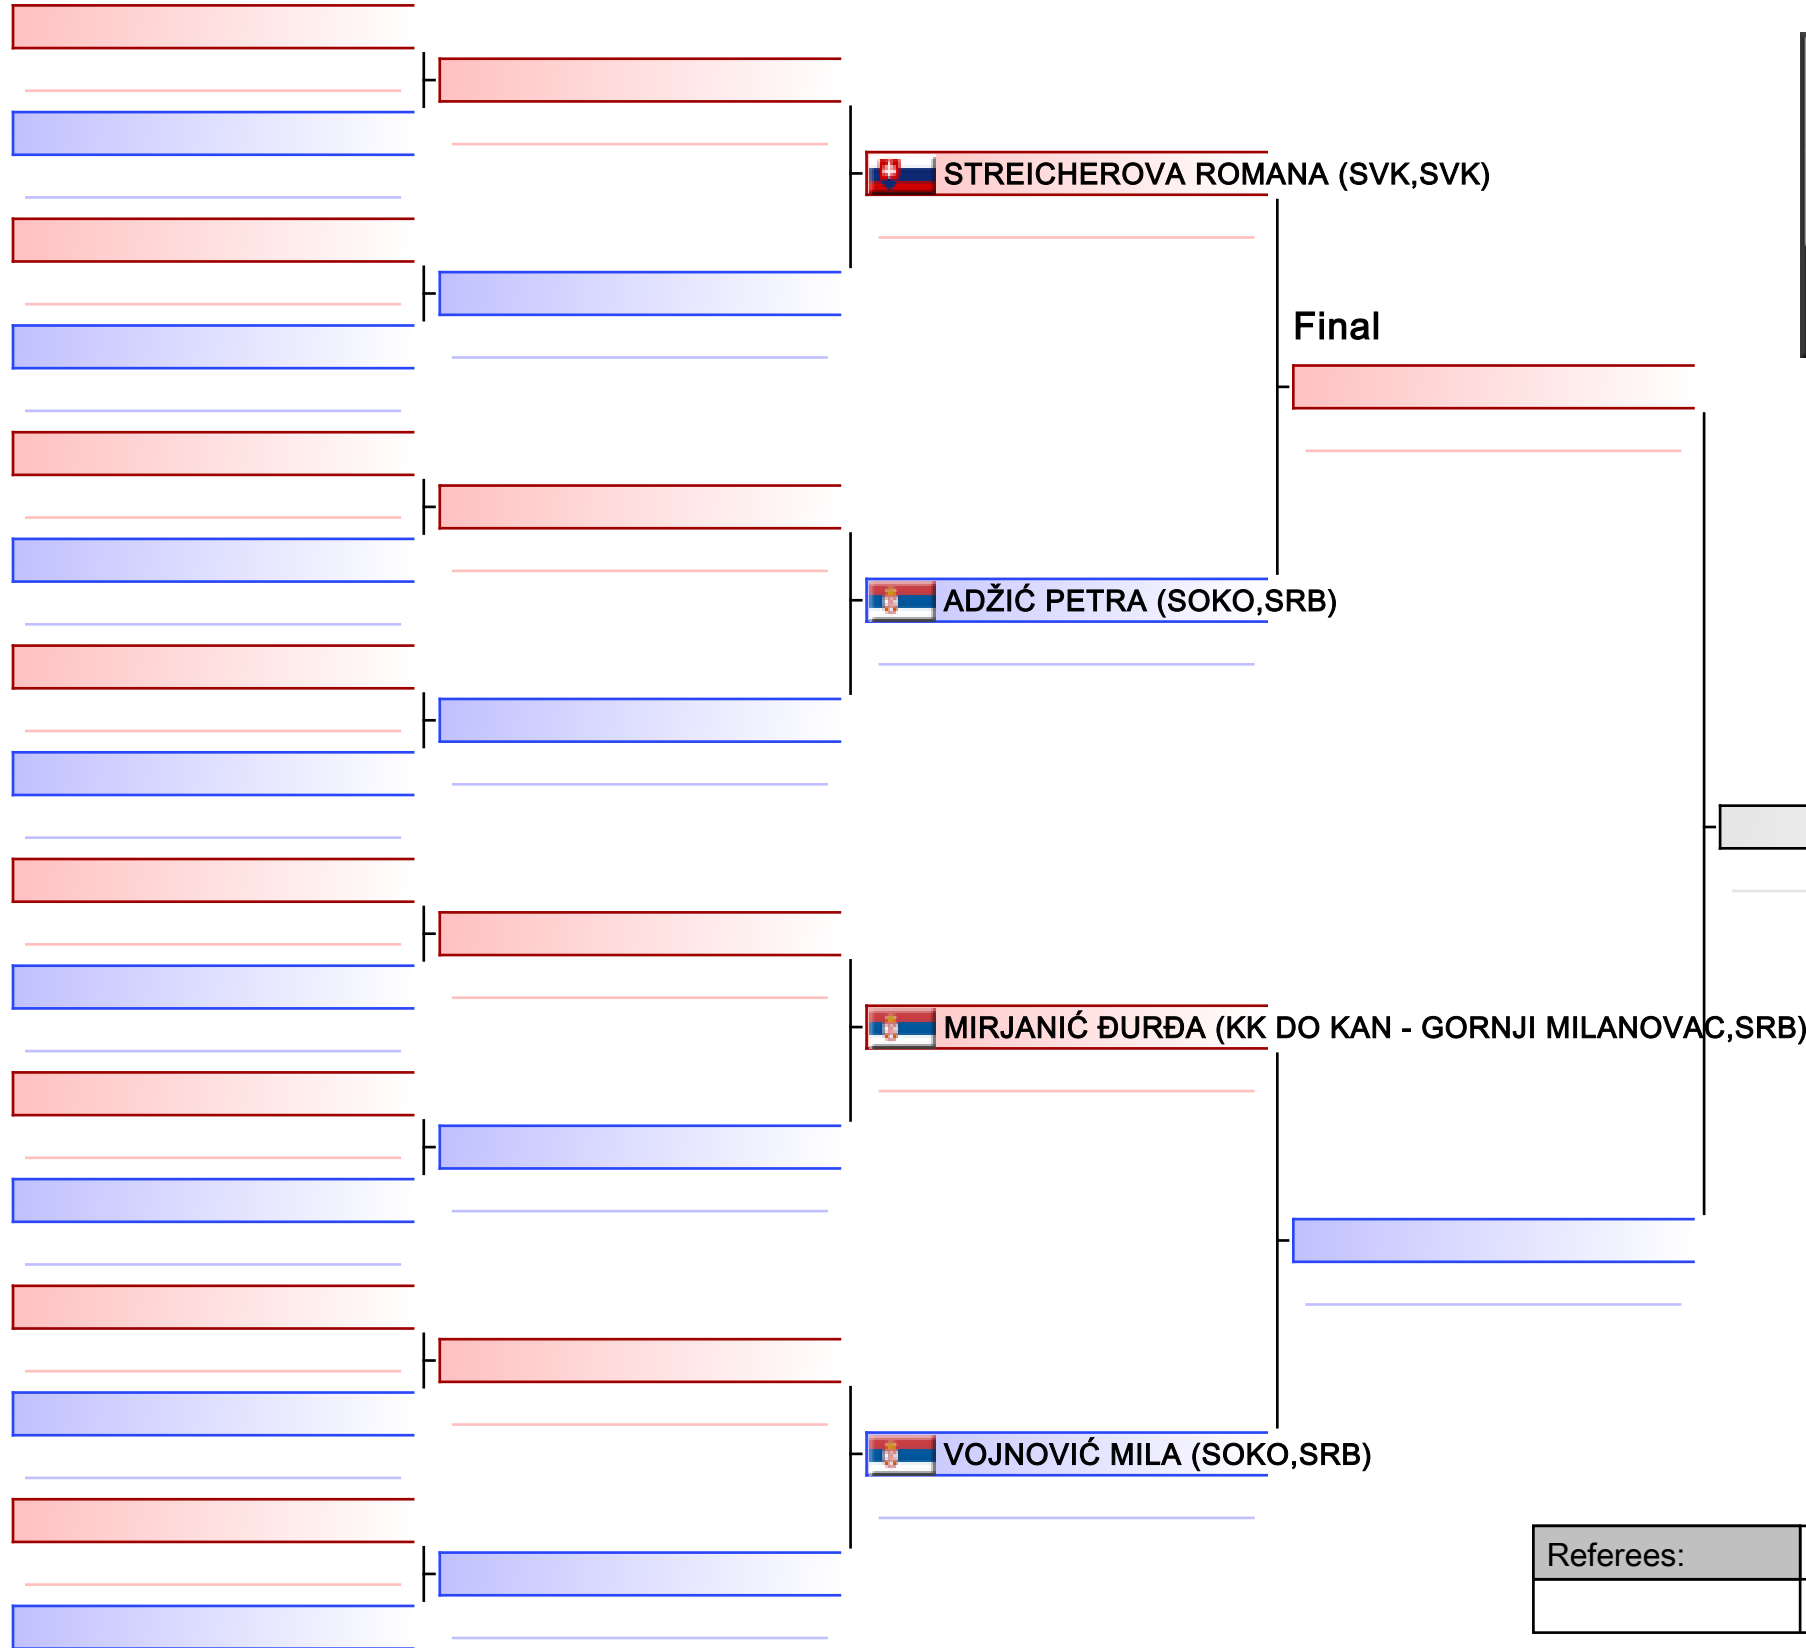 STREICHEROVA ROMANA (SVK,SVK)
Final
ADŽIĆ PETRA (SOKO,SRB)
MIRJANIĆ ĐURĐA (KK DO KAN - GORNJI MILANOVAC,SRB)
VOJNOVIĆ MILA (SOKO,SRB)
Referees: